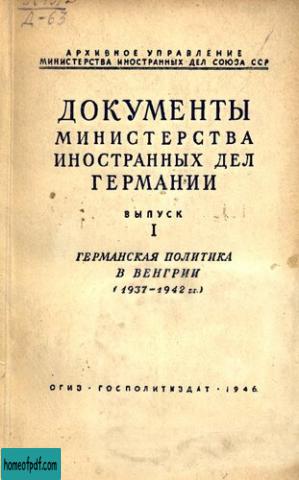 Д-63
АРХИВНОЕ УПРАВЛЕНИЕ
МИНИСТЕРСТВА ИНОСТРАННЫХ ДЕЛ СОЮЗА ССР
ДОКУМЕНТЫ
МИНИСТЕРСТВА
ИНОСТРАННЫХ ДЕЛ
ГЕРМАНИИ
ВЫПУСК
I
ГЕРМАНСКАЯ ПОЛИТИКА
В ВЕНГРИИ
(1937-1942 гг.)
ОГИЗ · ГОСПОЛИТИЗДАТ · 1946
homeofpdf.com